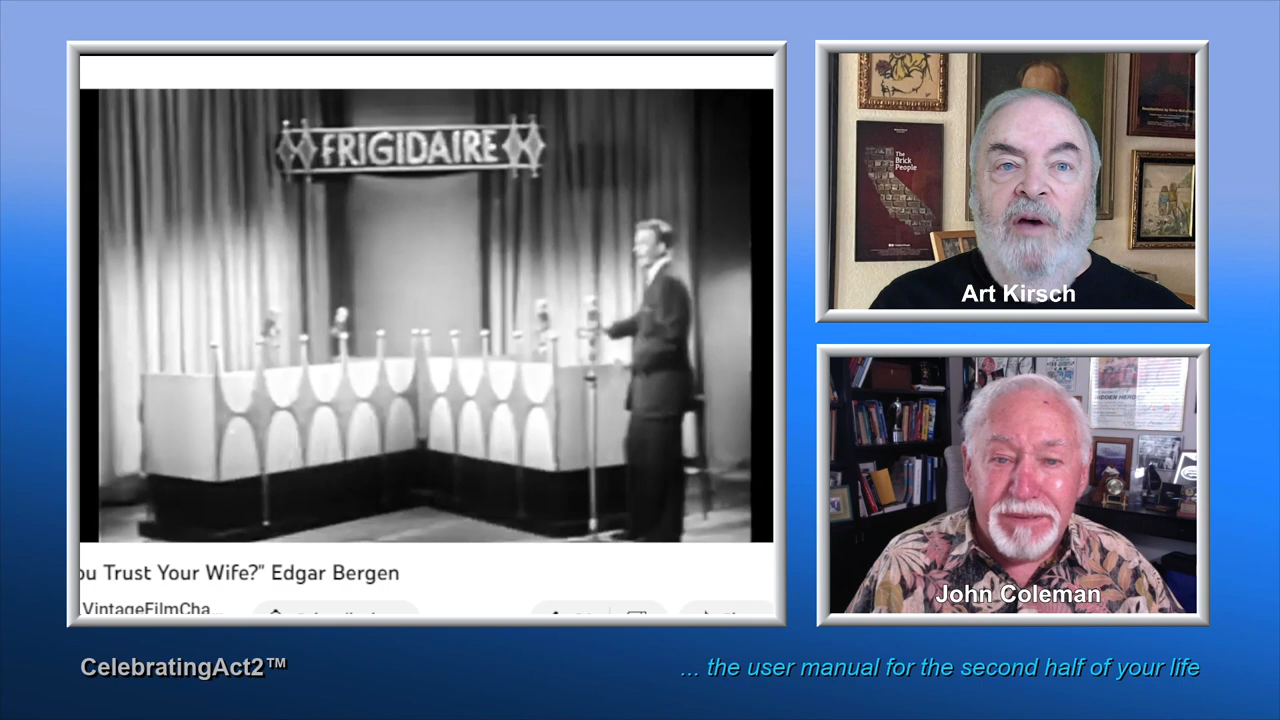 FRIGIDAIRE
ou Trust Your Wife?" Edgar Bergen
VintageFilmCha...
The
Brick
People
Art Kirsch
John Coleman
CelebratingAct2™
... the user manual for the second half of your life